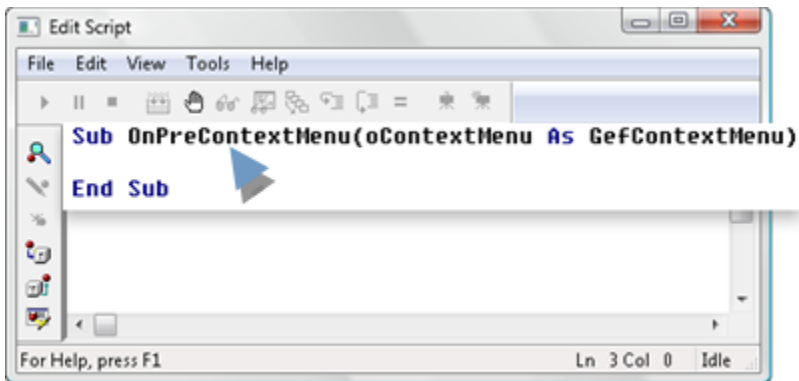 Edit Script
File Edit View Tools Help
Sub OnPreContextMenu(oContextMenu As GefContextMenu)
End Sub
For Help, press F1 Ln 3 Col 0 Idle